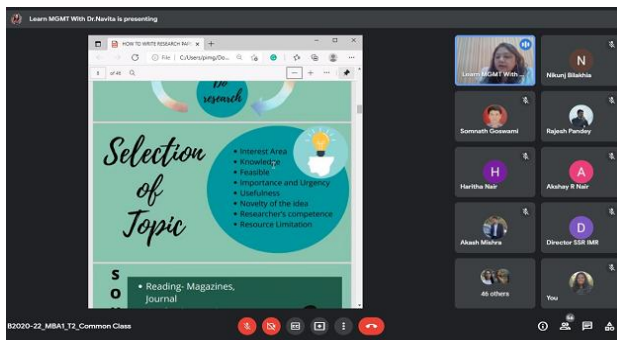 Learn MGMT With Dr.Navita is presenting
HOW TO WRITE RESEARCH PAP
File
C:/Users/pimg/Do...
of 41
Do
research
Selection
of
Topic
• Interest Area
• Knowledge
• Feasible
• Importance and Urgency
• Usefulness
• Novelty of the idea
• Researcher's competence
• Resource Limitation
S
O
• Reading- Magazines,
Journal
Learn MGMT With ...
N
Nikunj Bilakhia
Somnath Goswami
Rajesh Pandey
H
Haritha Nair
A
Akshay R Nair
Akash Mishra
D
Director SSR IMR
46 others
You
B2020-22_MBA1_T2_Common Class